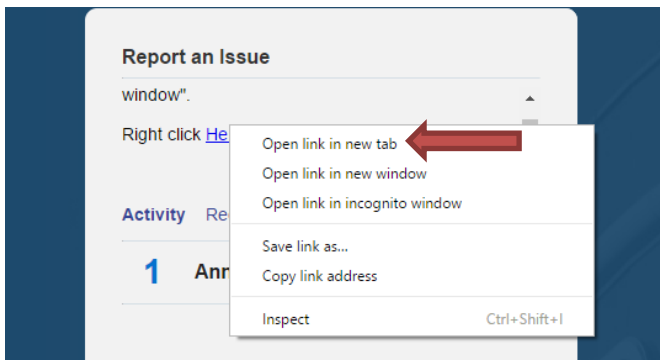 Report an Issue
window".
Right click He
Open link in new tab
Open link in new window
Open link in incognito window
Activity Re
Save link as...
1 Ann
Copy link address
Inspect Ctrl+Shift+I